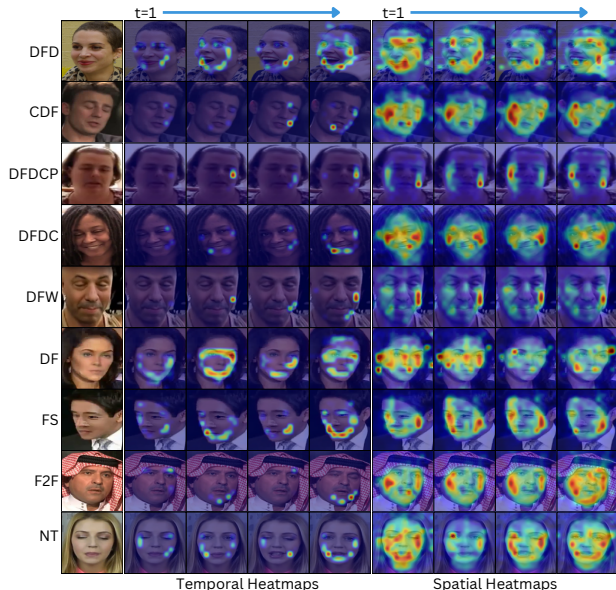 t=1 t=1
DFD
CDF
DFDCP
DFDC
DFW
DF
FS
F2F
NT
Temporal Heatmaps Spatial Heatmaps